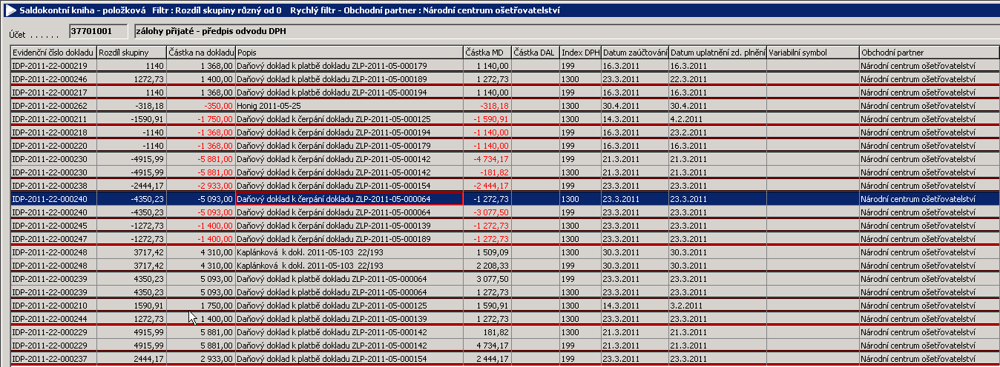 Saldokontní kniha - položková Filtr : Rozdíl skupiny různý od 0 Rychlý filtr - Obchodní partner : Národní centrum ošetřovatelství
Účet . . . . . . 37701001 zálohy přijaté - předpis odvodu DPH
Evidenční číslo dokladu Rozdíl skupiny Částka na dokladu Popis Částka MD Částka DAL Index DPH Datum zaúčtování Datum uplatnění zd. plnění Variabilní symbol Obchodní partner
IDP-2011-22-000219 1140 1 368,00 Daňový doklad k platbě dokladu ZLP-2011-05-000179 1 140,00 199 16.3.2011 16.3.2011 Národní centrum ošetřovatelství
IDP-2011-22-000246 1272,73 1 400,00 Daňový doklad k platbě dokladu ZLP-2011-05-000189 1 272,73 1300 22.3.2011 22.3.2011 Národní centrum ošetřovatelství
IDP-2011-22-000217 1140 1 368,00 Daňový doklad k platbě dokladu ZLP-2011-05-000194 1 140,00 199 16.3.2011 16.3.2011 Národní centrum ošetřovatelství
IDP-2011-22-000262 -318,18 -350,00 Honig 2011-05-25 -318,18 1300 30.4.2011 30.4.2011 Národní centrum ošetřovatelství
IDP-2011-22-000211 -1590,91 -1 750,00 Daňový doklad k čerpání dokladu ZLP-2011-05-000125 -1 590,91 1300 14.3.2011 4.2.2011 Národní centrum ošetřovatelství
IDP-2011-22-000218 -1140 -1 368,00 Daňový doklad k čerpání dokladu ZLP-2011-05-000194 -1 140,00 199 16.3.2011 23.2.2011 Národní centrum ošetřovatelství
IDP-2011-22-000220 -1140 -1 368,00 Daňový doklad k čerpání dokladu ZLP-2011-05-000179 -1 140,00 199 16.3.2011 16.3.2011 Národní centrum ošetřovatelství
IDP-2011-22-000230 -4915,99 -5 881,00 Daňový doklad k čerpání dokladu ZLP-2011-05-000142 -4 734,17 199 21.3.2011 21.3.2011 Národní centrum ošetřovatelství
IDP-2011-22-000230 -4915,99 -5 881,00 Daňový doklad k čerpání dokladu ZLP-2011-05-000142 -181,82 1300 21.3.2011 21.3.2011 Národní centrum ošetřovatelství
IDP-2011-22-000238 -2444,17 -2 933,00 Daňový doklad k čerpání dokladu ZLP-2011-05-000154 -2 444,17 199 23.3.2011 23.3.2011 Národní centrum ošetřovatelství
IDP-2011-22-000240 -4350,23 -5 093,00 Daňový doklad k čerpání dokladu ZLP-2011-05-000064 -1 272,73 1300 23.3.2011 23.3.2011 Národní centrum ošetřovatelství
IDP-2011-22-000240 -4350,23 -5 093,00 Daňový doklad k čerpání dokladu ZLP-2011-05-000064 -3 077,50 199 23.3.2011 23.3.2011 Národní centrum ošetřovatelství
IDP-2011-22-000245 -1272,73 -1 400,00 Daňový doklad k čerpání dokladu ZLP-2011-05-000139 -1 272,73 1300 23.3.2011 23.3.2011 Národní centrum ošetřovatelství
IDP-2011-22-000247 -1272,73 -1 400,00 Daňový doklad k čerpání dokladu ZLP-2011-05-000189 -1 272,73 1300 23.3.2011 23.3.2011 Národní centrum ošetřovatelství
IDP-2011-22-000248 3717,42 4 310,00 Kaplánková k dokl. 2011-05-103 22/193 1 509,09 1300 30.3.2011 30.3.2011 Národní centrum ošetřovatelství
IDP-2011-22-000248 3717,42 4 310,00 Kaplánková k dokl. 2011-05-103 22/193 2 208,33 199 30.3.2011 30.3.2011 Národní centrum ošetřovatelství
IDP-2011-22-000239 4350,23 5 093,00 Daňový doklad k platbě dokladu ZLP-2011-05-000064 3 077,50 199 23.3.2011 23.3.2011 Národní centrum ošetřovatelství
IDP-2011-22-000239 4350,23 5 093,00 Daňový doklad k platbě dokladu ZLP-2011-05-000064 1 272,73 1300 23.3.2011 23.3.2011 Národní centrum ošetřovatelství
IDP-2011-22-000210 1590,91 1 750,00 Daňový doklad k platbě dokladu ZLP-2011-05-000125 1 590,91 1300 14.3.2011 3.2.2011 Národní centrum ošetřovatelství
IDP-2011-22-000244 1272,73 1 400,00 Daňový doklad k platbě dokladu ZLP-2011-05-000139 1 272,73 1300 23.3.2011 23.3.2011 Národní centrum ošetřovatelství
IDP-2011-22-000229 4915,99 5 881,00 Daňový doklad k platbě dokladu ZLP-2011-05-000142 181,82 1300 21.3.2011 21.3.2011 Národní centrum ošetřovatelství
IDP-2011-22-000229 4915,99 5 881,00 Daňový doklad k platbě dokladu ZLP-2011-05-000142 4 734,17 199 21.3.2011 21.3.2011 Národní centrum ošetřovatelství
IDP-2011-22-000237 2444,17 2 933,00 Daňový doklad k platbě dokladu ZLP-2011-05-000154 2 444,17 199 23.3.2011 23.3.2011 Národní centrum ošetřovatelství